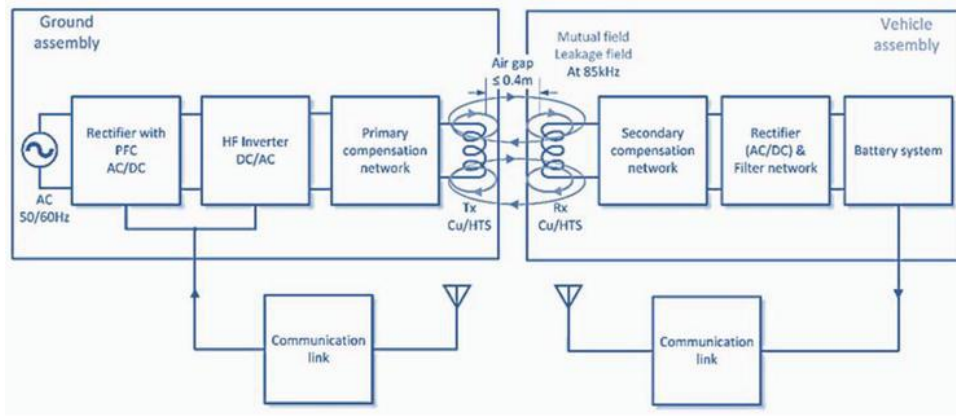 Ground
assembly
Vehicle
assembly
Mutual field
Leakage field
At 85kHz
Air gap
≤ 0.4m
Rectifier with
PFC
AC/DC
HF Inverter
DC/AC
Primary
compensation
network
Secondary
compensation
network
Rectifier
(AC/DC) &
Filter network
Battery system
AC
50/60Hz
Tx
Cu/HTS
Rx
Cu/HTS
Communication
link
Communication
link